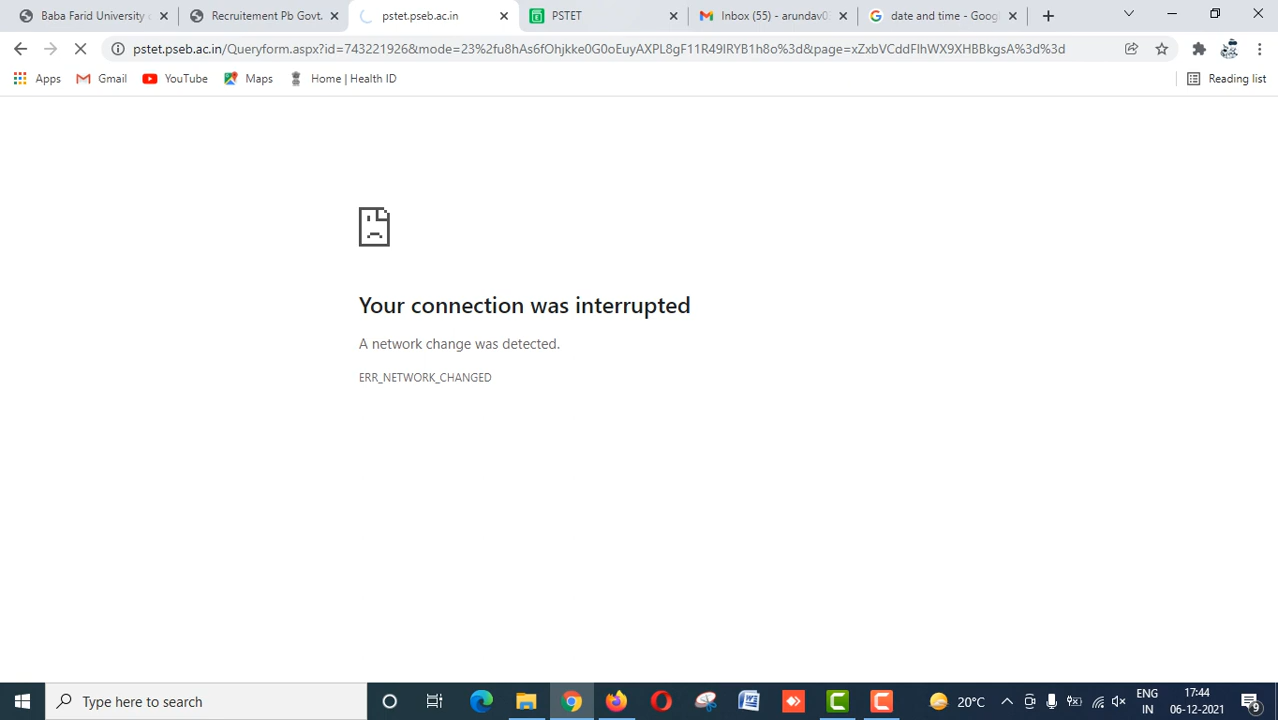 Baba Farid University
Recruitement Pb Govt.
pstet.pseb.ac.in
PSTET
Inbox (55) - arundav0
date and time - Goog
pstet.pseb.ac.in/Queryform.aspx?id=743221926&mode=23%2fu8hAs6fOhjkke0G0oEuyAXPL8gF11R49lRYB1h8o%3d&page=xZxbVCddFIhWX9XHBBkgsA%3d%3d
Apps
Gmail
YouTube
Maps
Home | Health ID
Reading list
Your connection was interrupted
A network change was detected.
ERR_NETWORK_CHANGED
Type here to search
20°C
ENG
IN
17:44
06-12-2021
9